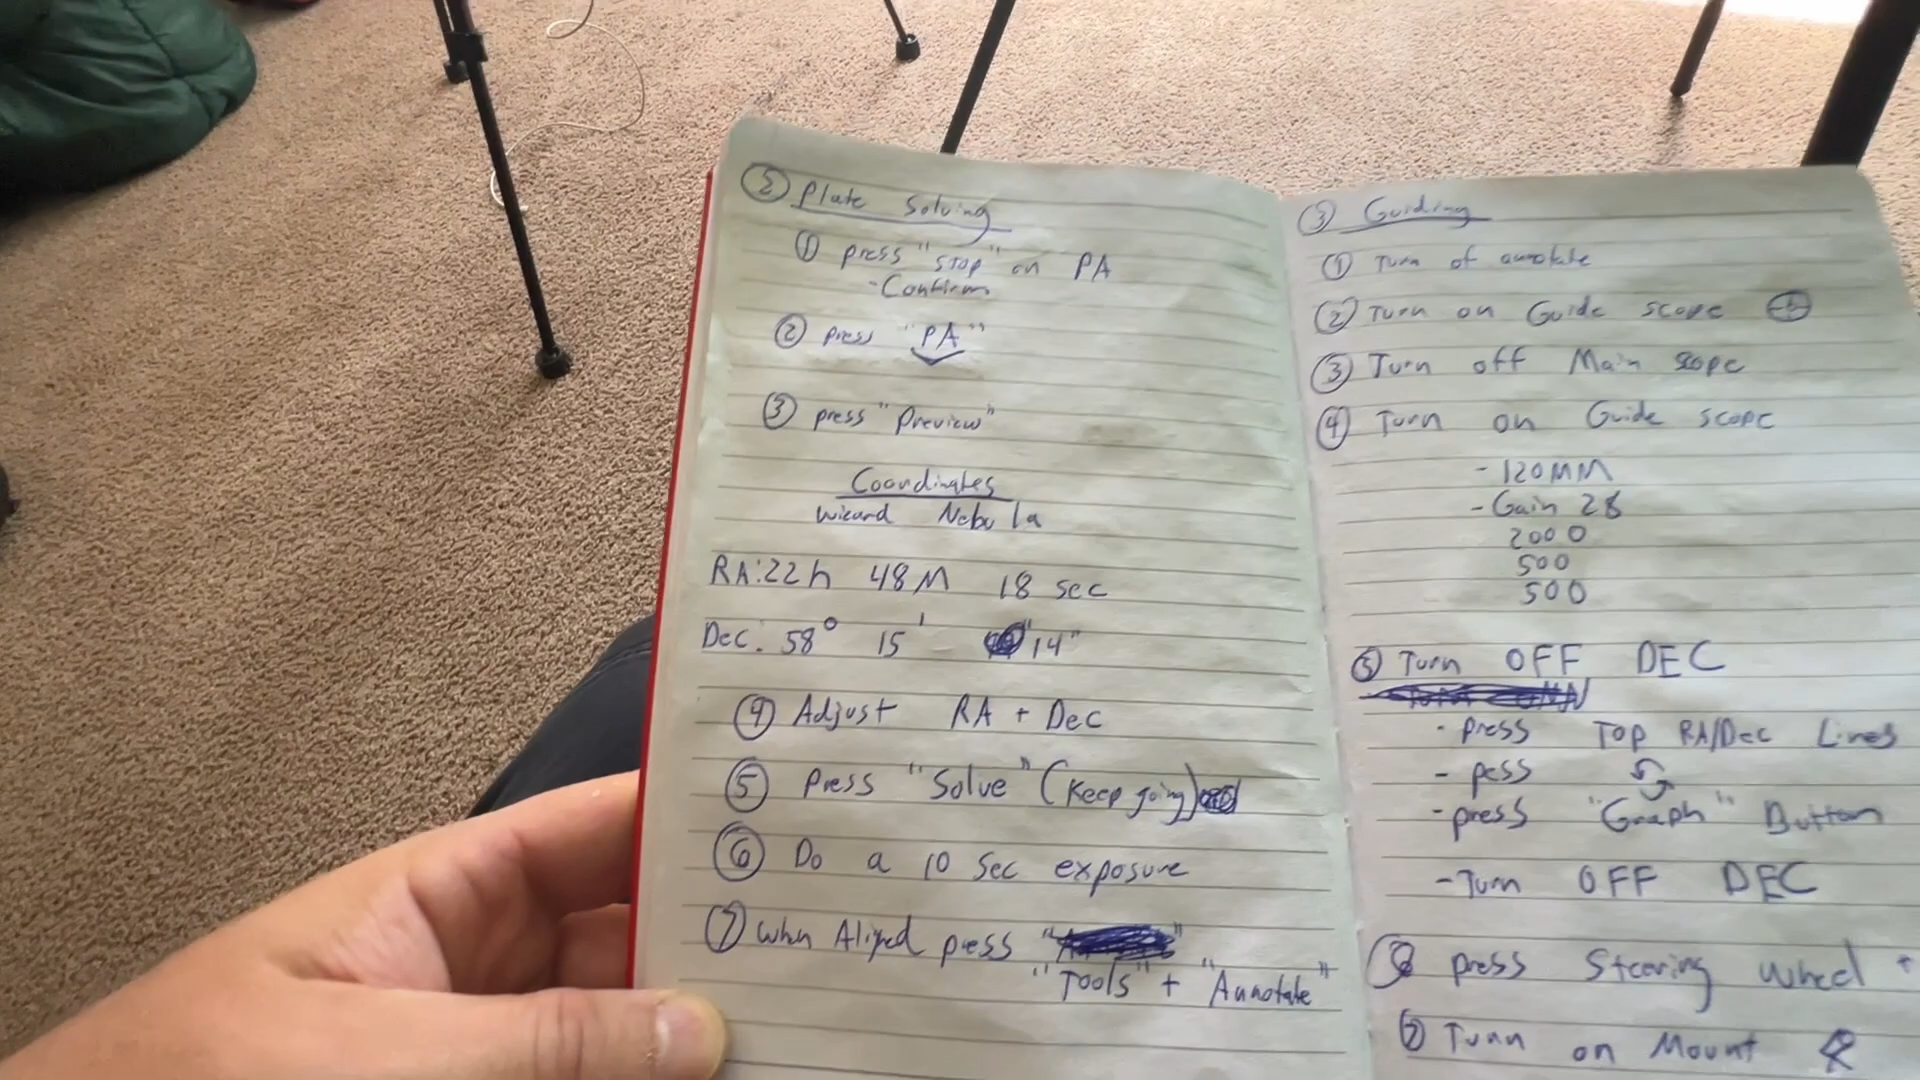 ② Plate Solving
① press "Stop" on PA
- Confirm
② press "PA"
③ press "Preview"
Coordinates
Wizard Nebula
RA: 22h 48M 18 sec
Dec: 58° 15' 14"
④ Adjust RA + Dec
⑤ Press "Solve" (Keep going)
⑥ Do a 10 Sec exposure
⑦ When Aligned press
"Tools" + "Annotate"
③ Guiding
① Turn of annotate
② Turn on Guide scope
③ Turn off Main scope
④ Turn on Guide scope
- 120MM
- Gain 28
2000
500
500
⑤ Turn OFF DEC
- press Top RA/Dec Lines
- pess
- press "Graph" Button
- Turn OFF DEC
press Steering Wheel +
⑦ Turn on Mount